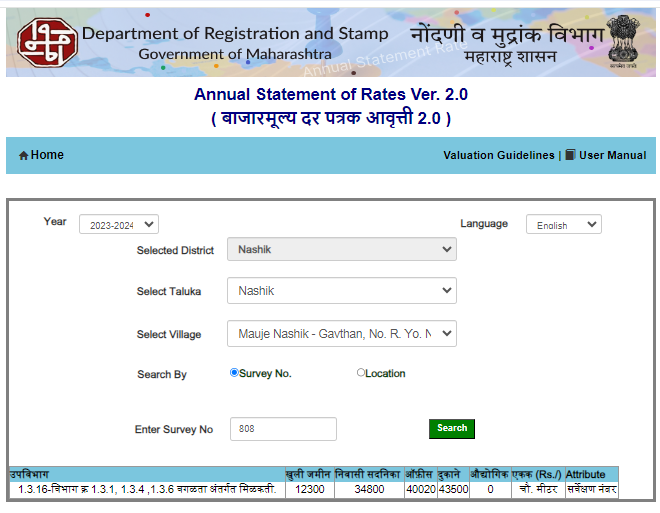 Department of Registration and Stamp
Government of Maharashtra
नोंदणी व मुद्रांक विभाग
महाराष्ट्र शासन
Annual Statement Rate
Annual Statement of Rates Ver. 2.0
( बाजारमूल्य दर पत्रक आवृत्ती 2.0 )
Home Valuation Guidelines | User Manual
Year 2023-2024 Language English
Selected District Nashik
Select Taluka Nashik
Select Village Mauje Nashik - Gavthan, No. R. Yo. N
Search By Survey No. Location
Enter Survey No 808 Search
उपविभाग खुली जमीन निवासी सदनिका ऑफ़ीस दुकाने औद्योगिक एकक (Rs./) Attribute
1.3.16-विभाग क्र 1.3.1, 1.3.4 ,1.3.6 वगळता अंतर्गत मिळकती. 12300 34800 40020 43500 0 चौ. मीटर सर्वेक्षण नंबर